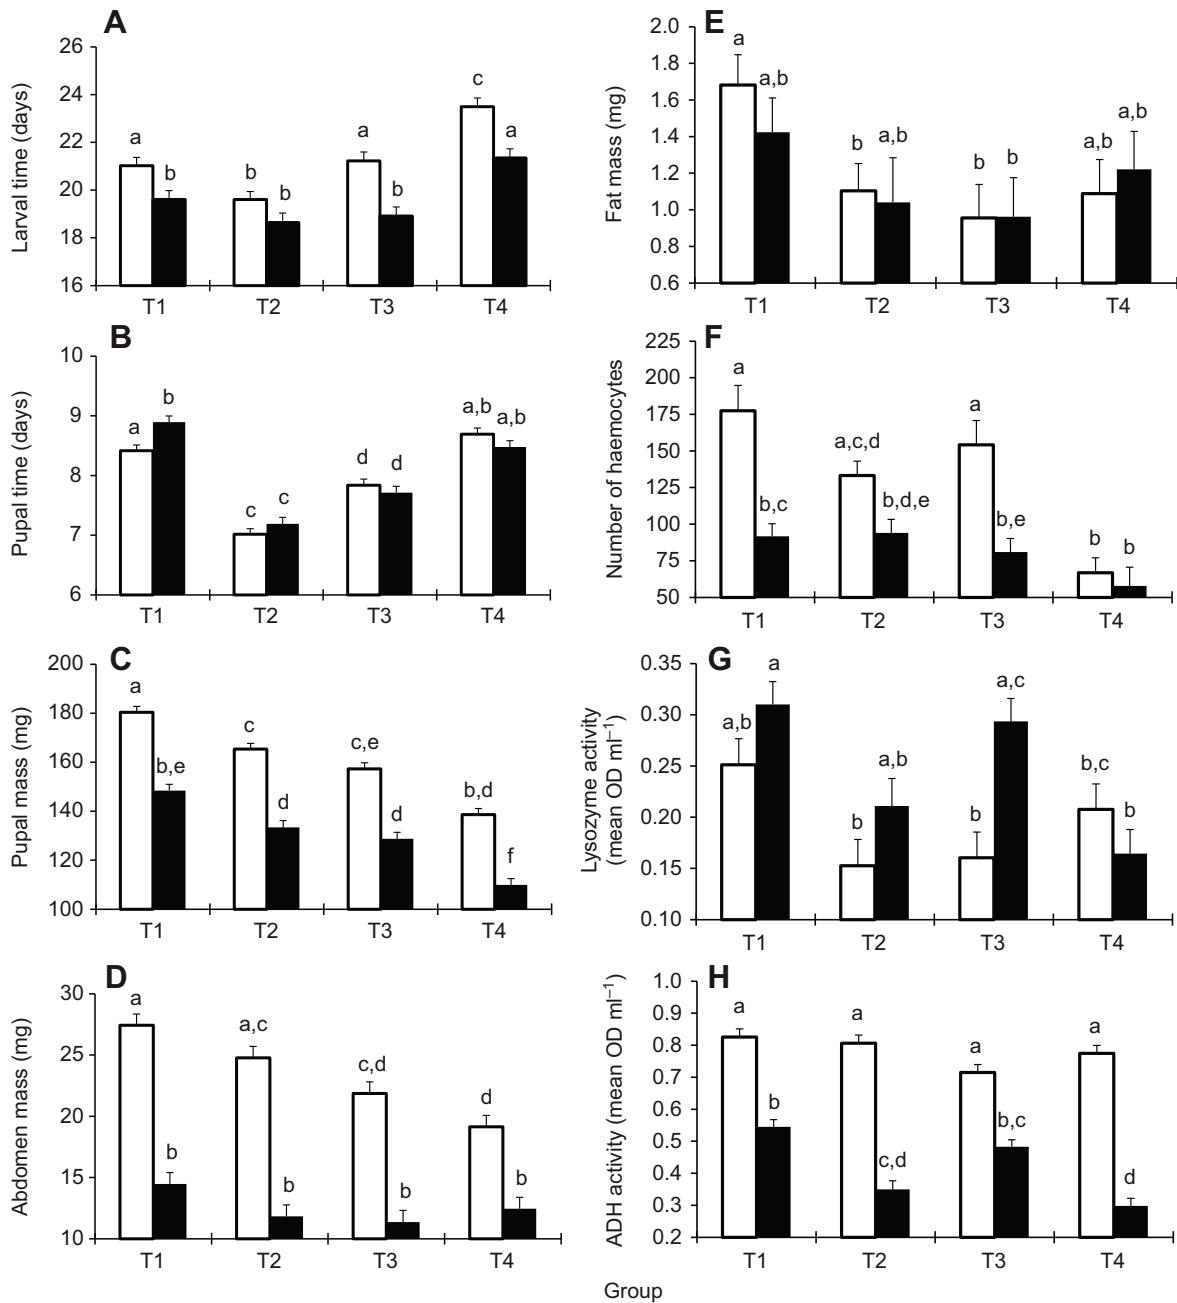 A
Larval time (days)
26
24
22
20
18
16
a
b
b
b
a
b
c
a
T1
T2
T3
T4
B
Pupal time (days)
10
9
8
7
6
a
b
c
c
d
d
a,b
a,b
T1
T2
T3
T4
C
Pupal mass (mg)
200
180
160
140
120
100
a
b,e
c
d
c,e
d
b,d
f
T1
T2
T3
T4
D
Abdomen mass (mg)
30
25
20
15
10
a
b
a,c
b
c,d
b
d
b
T1
T2
T3
T4
E
Fat mass (mg)
2.0
1.8
1.6
1.4
1.2
1.0
0.8
0.6
a
a,b
b
a,b
b
b
a,b
a,b
T1
T2
T3
T4
F
Number of haemocytes
225
200
175
150
125
100
75
50
a
b,c
a,c,d
b,d,e
a
b,e
b
b
T1
T2
T3
T4
G
Lysozyme activity
(mean OD ml⁻¹)
0.35
0.30
0.25
0.20
0.15
0.10
a,b
a
b
a,b
b
a,c
b,c
b
T1
T2
T3
T4
H
ADH activity (mean OD ml⁻¹)
1.0
0.9
0.8
0.7
0.6
0.5
0.4
0.3
0.2
a
b
a
c,d
a
b,c
a
d
T1
T2
T3
T4
Group